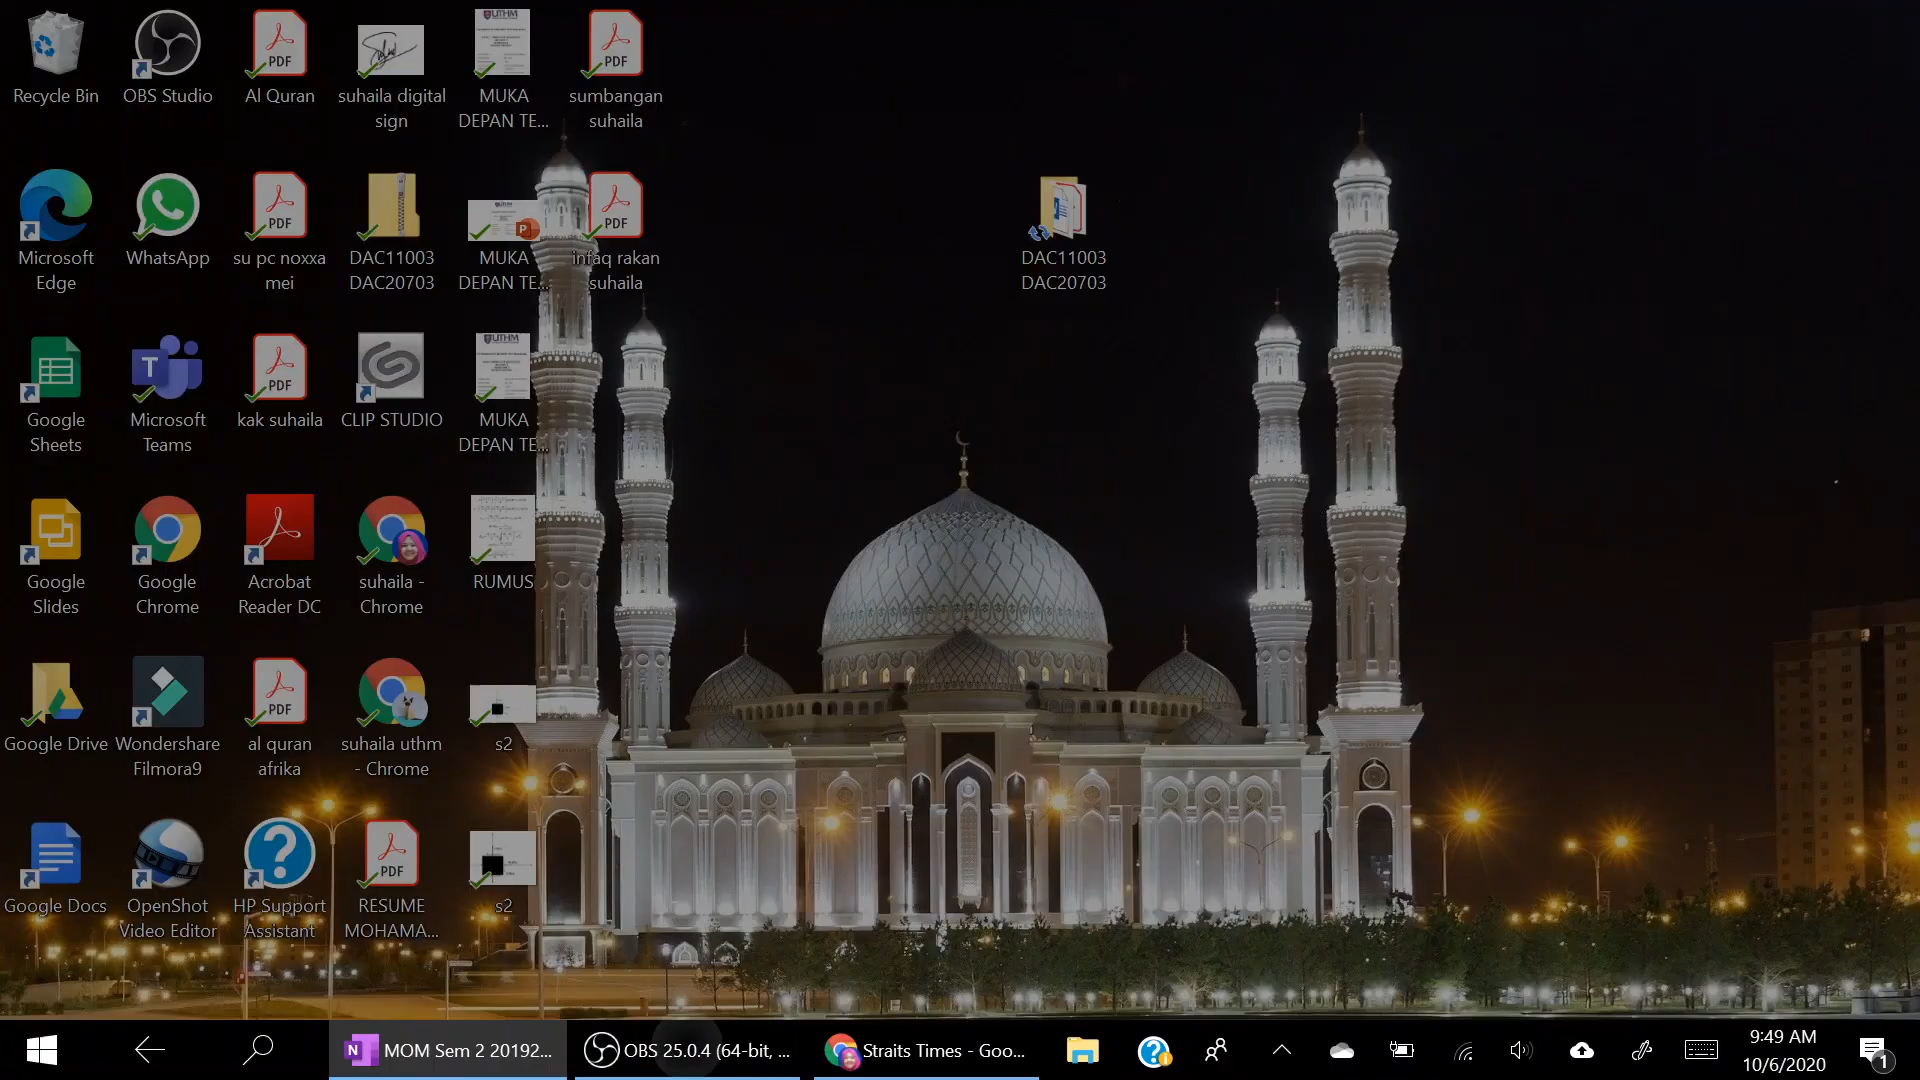 Recycle Bin
OBS Studio
PDF
Al Quran
suhaila digital
sign
UTHM
MUKA
DEPAN TE...
PDF
sumbangan
suhaila
Microsoft
Edge
WhatsApp
PDF
su pc noxxa
mei
DAC11003
DAC20703
P
MUKA
DEPAN TE...
PDF
infaq rakan
suhaila
DAC11003
DAC20703
Google
Sheets
T
Microsoft
Teams
PDF
kak suhaila
CLIP STUDIO
UTHM
MUKA
DEPAN TE...
Google
Slides
Google
Chrome
Acrobat
Reader DC
suhaila -
Chrome
RUMUS
Google Drive
Wondershare
Filmora9
PDF
al quran
afrika
suhaila uthm
- Chrome
s2
Google Docs
OpenShot
Video Editor
?
HP Support
Assistant
PDF
RESUME
MOHAMA...
s2
N
MOM Sem 2 20192...
OBS 25.0.4 (64-bit, ...
Straits Times - Goo...
?
9:49 AM
10/6/2020
1